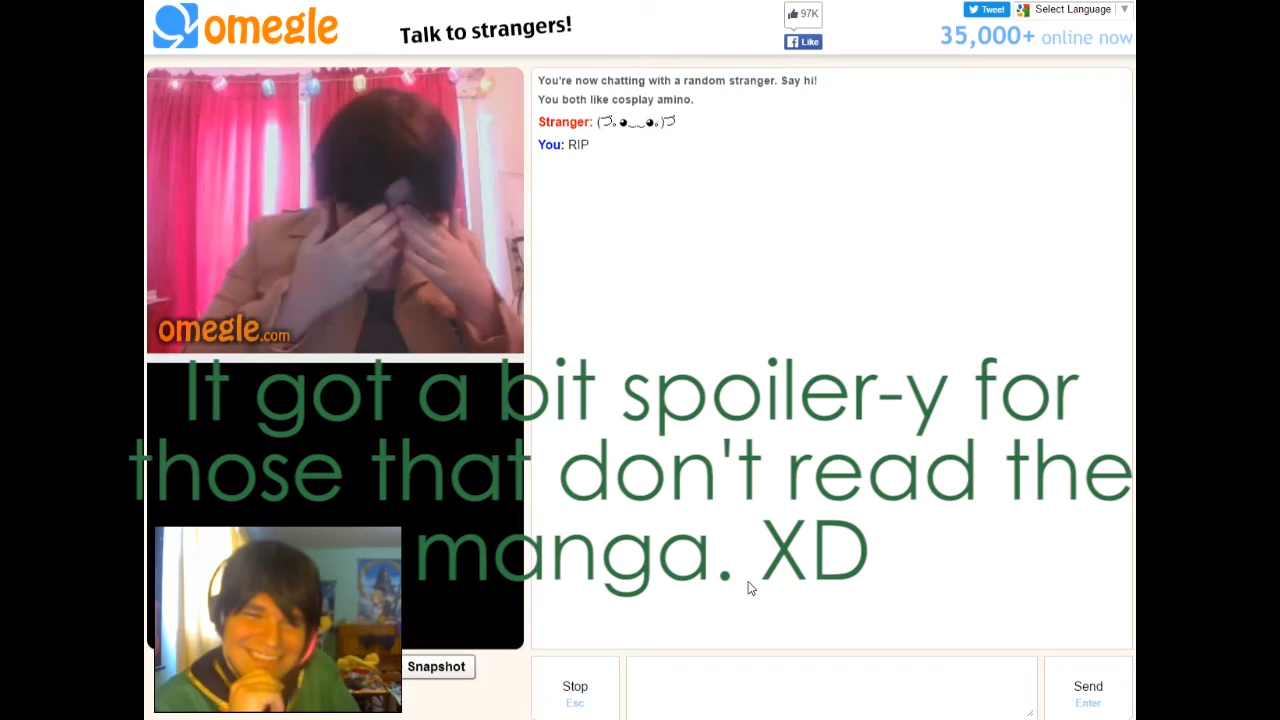 omegle
Talk to strangers!
97K
Like
Tweet
Select Language
35,000+ online now
You're now chatting with a random stranger. Say hi!
You both like cosplay amino.
Stranger: (づ｡◕‿‿◕｡)づ
You: RIP
omegle.com
It got a bit spoiler-y for
those that don't read the
manga. XD
Snapshot
Stop
Esc
Send
Enter